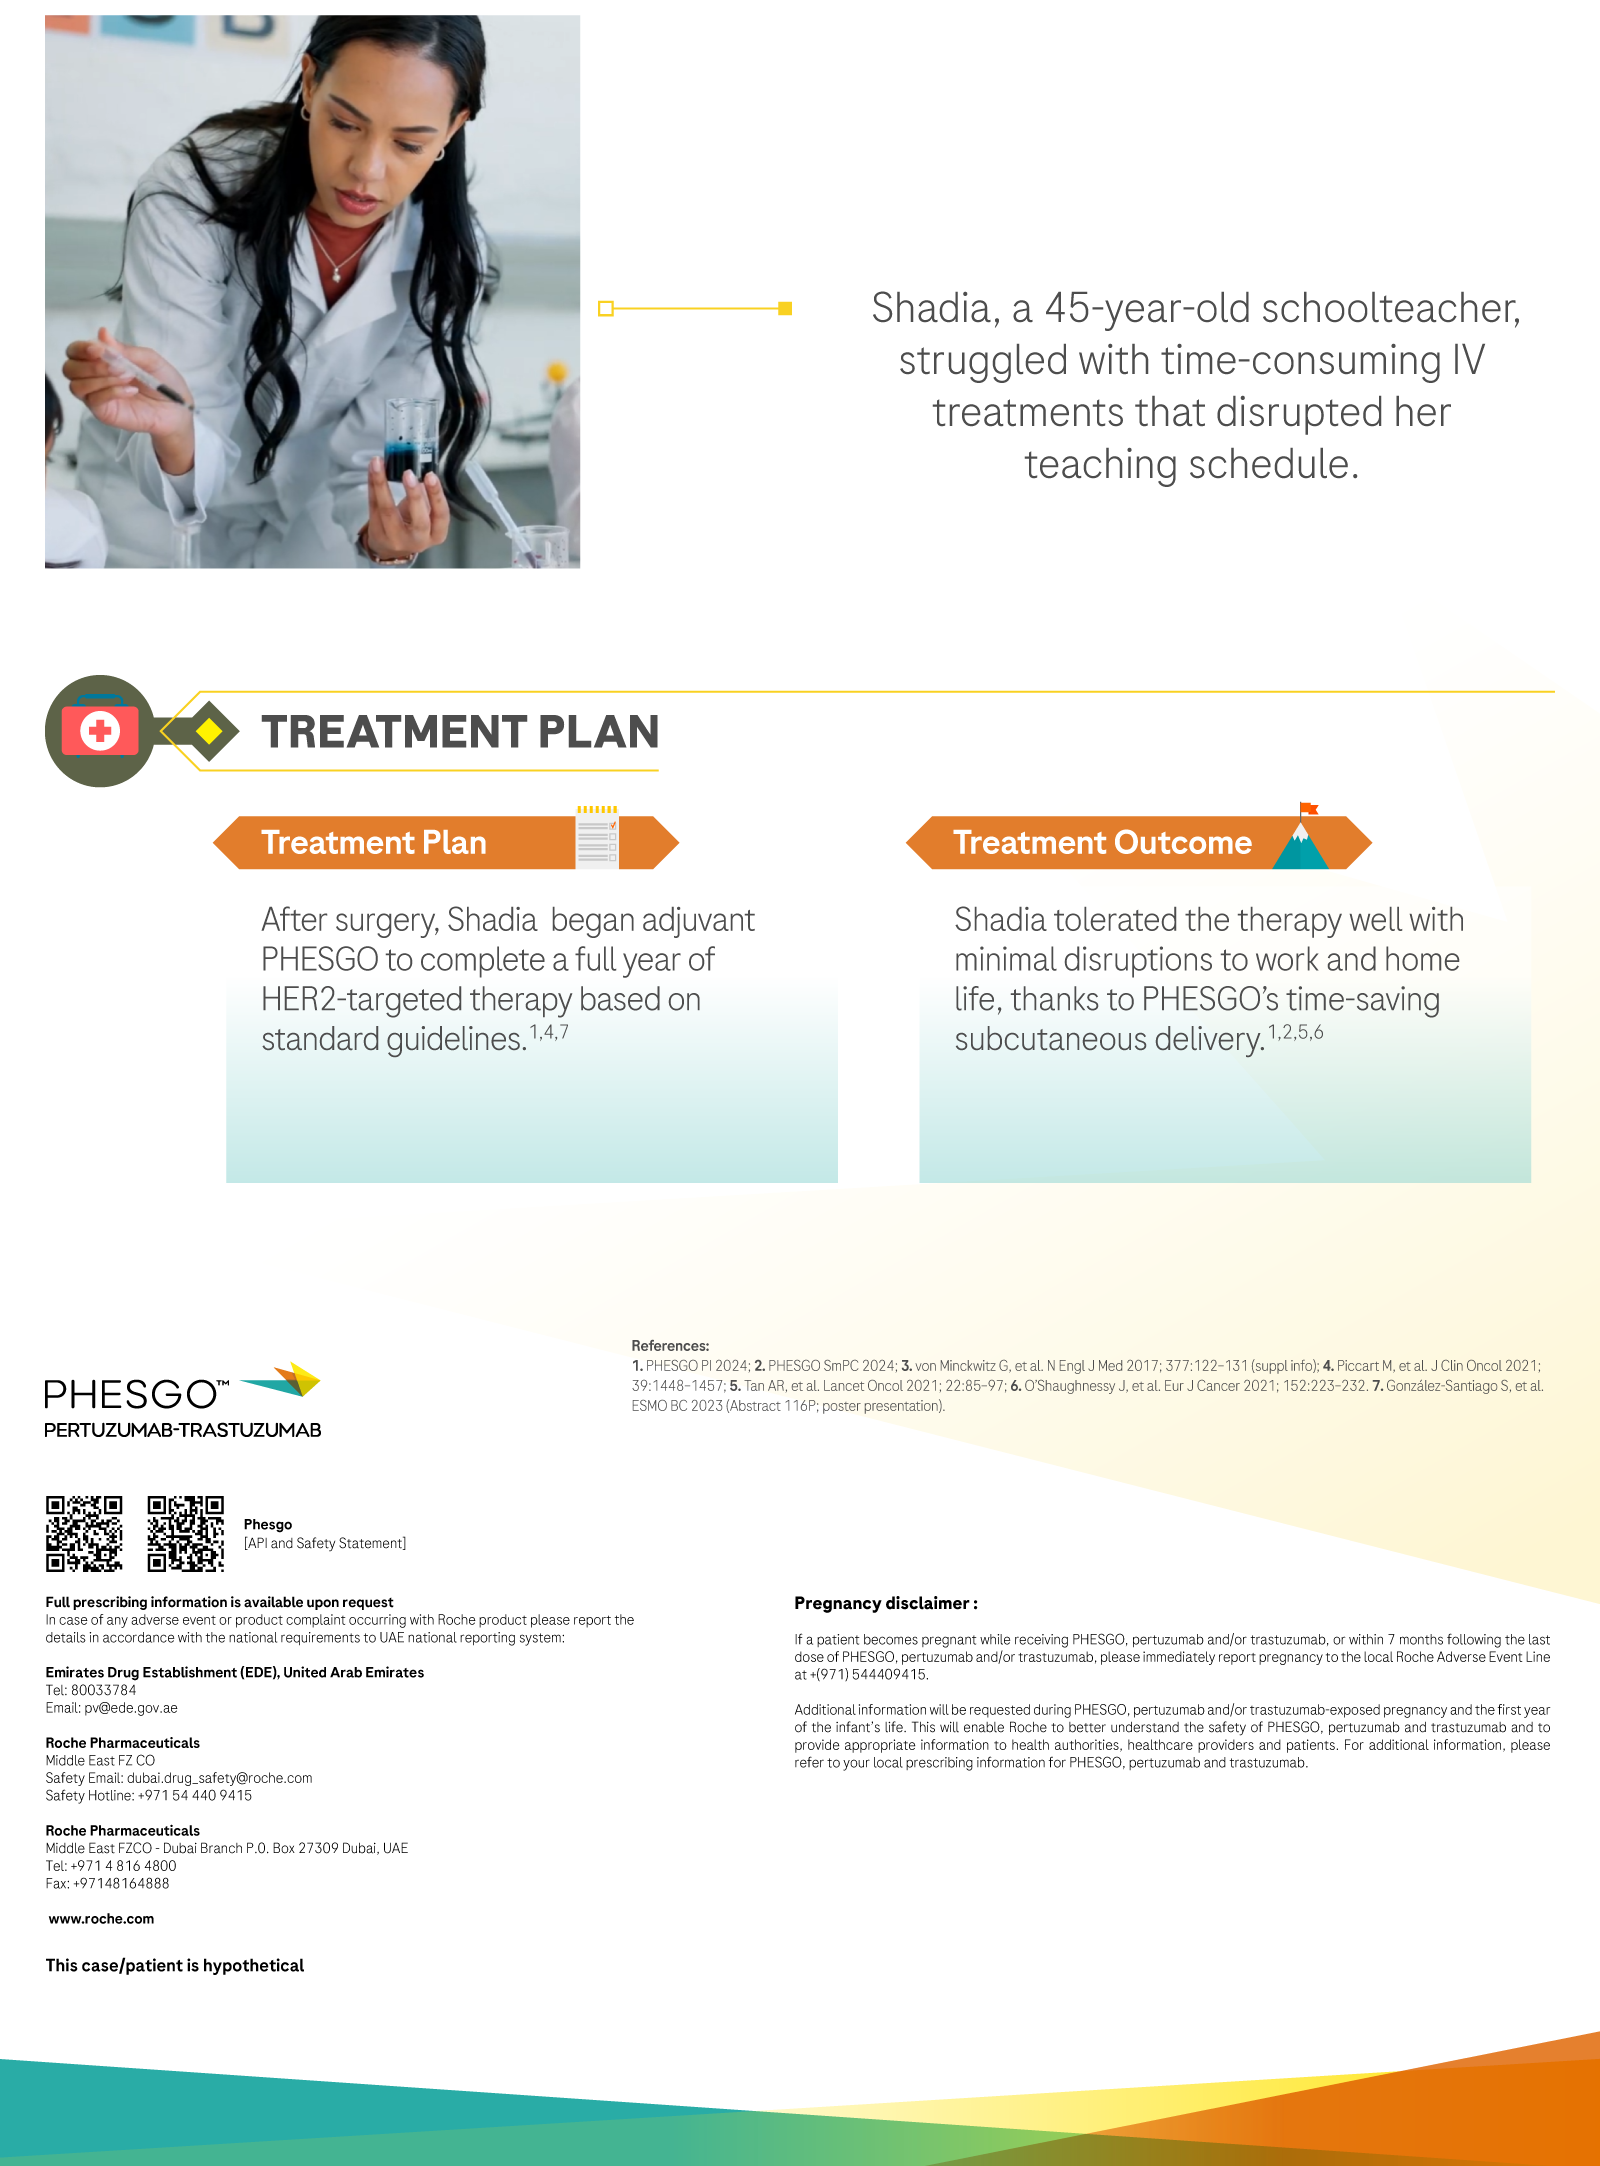 Shadia, a 45-year-old schoolteacher,
struggled with time-consuming IV
treatments that disrupted her
teaching schedule.
TREATMENT PLAN
Treatment Plan
After surgery, Shadia began adjuvant
PHESGO to complete a full year of
HER2-targeted therapy based on
standard guidelines.1,4,7
Treatment Outcome
Shadia tolerated the therapy well with
minimal disruptions to work and home
life, thanks to PHESGO’s time-saving
subcutaneous delivery.1,2,5,6
References:
1. PHESGO PI 2024; 2. PHESGO SmPC 2024; 3. von Minckwitz G, et al. N Engl J Med 2017; 377:122–131 (suppl info); 4. Piccart M, et al. J Clin Oncol 2021;
39:1448–1457; 5. Tan AR, et al. Lancet Oncol 2021; 22:85–97; 6. O’Shaughnessy J, et al. Eur J Cancer 2021; 152:223–232. 7. González-Santiago S, et al.
ESMO BC 2023 (Abstract 116P; poster presentation).
PHESGO™
PERTUZUMAB-TRASTUZUMAB
Phesgo
[API and Safety Statement]
Full prescribing information is available upon request
In case of any adverse event or product complaint occurring with Roche product please report the
details in accordance with the national requirements to UAE national reporting system:
Emirates Drug Establishment (EDE), United Arab Emirates
Tel: 80033784
Email: pv@ede.gov.ae
Roche Pharmaceuticals
Middle East FZ CO
Safety Email: dubai.drug_safety@roche.com
Safety Hotline: +971 54 440 9415
Roche Pharmaceuticals
Middle East FZCO - Dubai Branch P.O. Box 27309 Dubai, UAE
Tel: +971 4 816 4800
Fax: +97148164888
www.roche.com
This case/patient is hypothetical
Pregnancy disclaimer :
If a patient becomes pregnant while receiving PHESGO, pertuzumab and/or trastuzumab, or within 7 months following the last
dose of PHESGO, pertuzumab and/or trastuzumab, please immediately report pregnancy to the local Roche Adverse Event Line
at +(971) 544409415.
Additional information will be requested during PHESGO, pertuzumab and/or trastuzumab-exposed pregnancy and the first year
of the infant’s life. This will enable Roche to better understand the safety of PHESGO, pertuzumab and trastuzumab and to
provide appropriate information to health authorities, healthcare providers and patients. For additional information, please
refer to your local prescribing information for PHESGO, pertuzumab and trastuzumab.